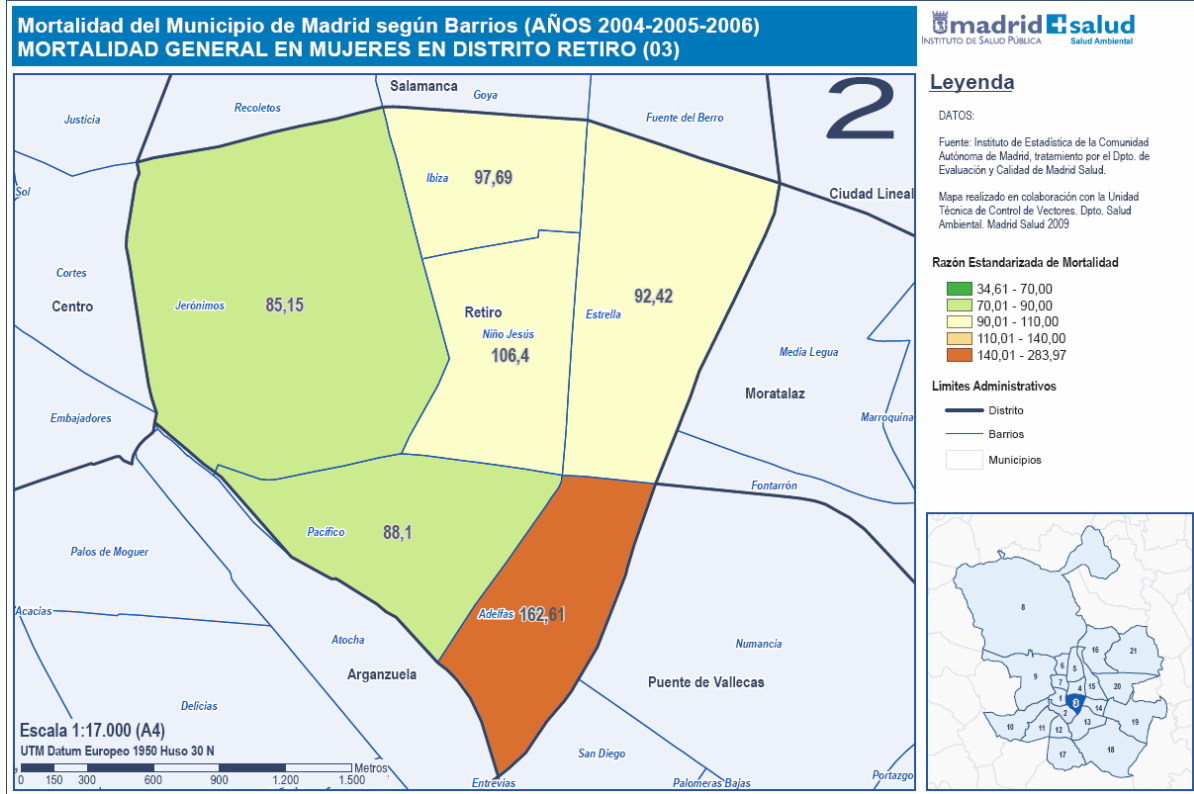 Mortalidad del Municipio de Madrid según Barrios (AÑOS 2004-2005-2006)
MORTALIDAD GENERAL EN MUJERES EN DISTRITO RETIRO (03)
madrid salud
INSTITUTO DE SALUD PÚBLICA
Salud Ambiental
2
Salamanca
Recoletos
Goya
Justicia
Fuente del Berro
Sol
Ibiza
97,69
Ciudad Lineal
Cortes
Centro
Jerónimos
85,15
Retiro
Niño Jesús
106,4
Estrella
92,42
Media Legua
Moratalaz
Embajadores
Marroquina
Fontarrón
Pacífico
88,1
Palos de Moguer
Acacias
Adelfas
162,61
Atocha
Numancia
Arganzuela
Puente de Vallecas
Delicias
San Diego
Entrevías
Palomeras Bajas
Portazgo
Escala 1:17.000 (A4)
UTM Datum Europeo 1950 Huso 30 N
Metros
0 150 300 600 900 1.200 1.500
Leyenda
DATOS:
Fuente: Instituto de Estadística de la Comunidad
Autónoma de Madrid, tratamiento por el Dpto. de
Evaluación y Calidad de Madrid Salud.
Mapa realizado en colaboración con la Unidad
Técnica de Control de Vectores. Dpto. Salud
Ambiental. Madrid Salud 2009
Razón Estandarizada de Mortalidad
34,61 - 70,00
70,01 - 90,00
90,01 - 110,00
110,01 - 140,00
140,01 - 283,97
Limites Administrativos
Distrito
Barrios
Municipios
8
16
21
6
5
9
7
4
15
20
1
3
14
2
13
19
10
11
12
18
17